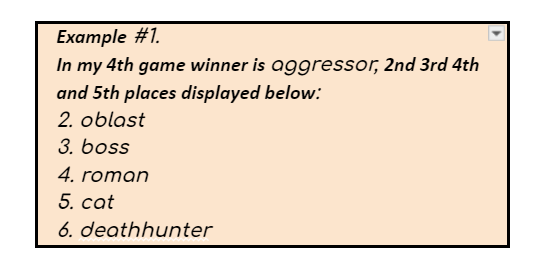 Example #1.
In my 4th game winner is aggressor, 2nd 3rd 4th
and 5th places displayed below:
2. oblast
3. boss
4. roman
5. cat
6. deathhunter